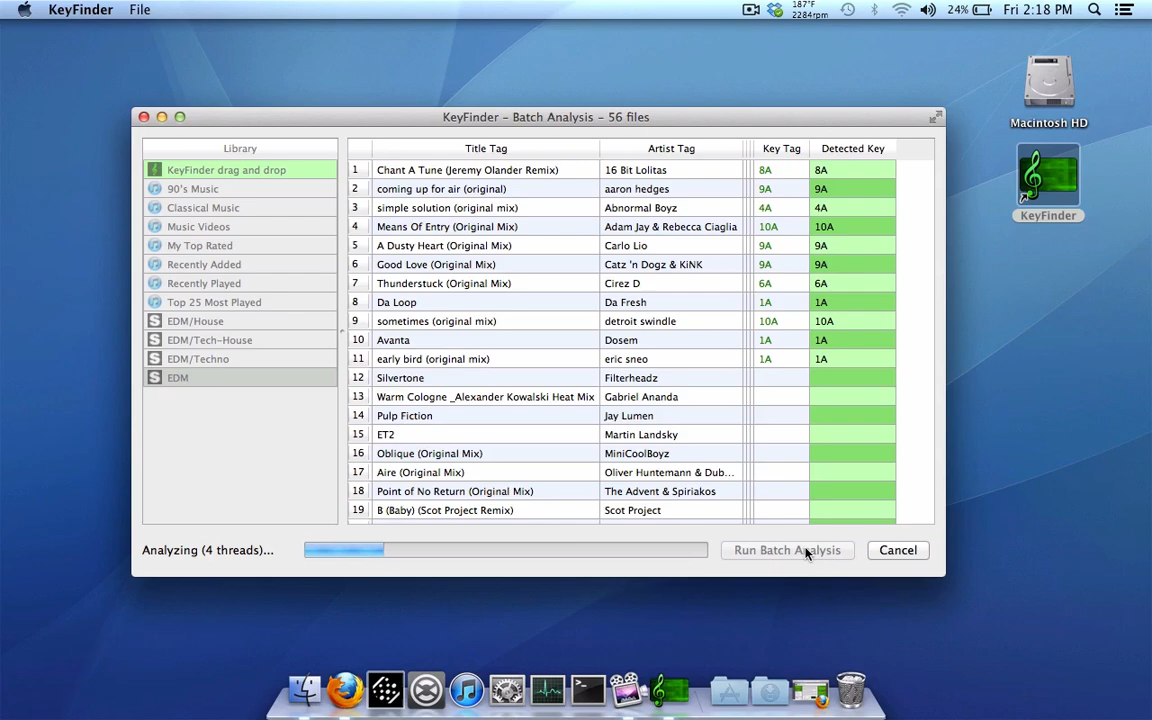 KeyFinder File 187°F 2284rpm 24% Fri 2:18 PM
Macintosh HD
KeyFinder
KeyFinder – Batch Analysis – 56 files
Library
KeyFinder drag and drop
90's Music
Classical Music
Music Videos
My Top Rated
Recently Added
Recently Played
Top 25 Most Played
EDM/House
EDM/Tech-House
EDM/Techno
EDM
Title Tag Artist Tag Key Tag Detected Key
1 Chant A Tune (Jeremy Olander Remix) 16 Bit Lolitas 8A 8A
2 coming up for air (original) aaron hedges 9A 9A
3 simple solution (original mix) Abnormal Boyz 4A 4A
4 Means Of Entry (Original Mix) Adam Jay & Rebecca Ciaglia 10A 10A
5 A Dusty Heart (Original Mix) Carlo Lio 9A 9A
6 Good Love (Original Mix) Catz 'n Dogz & KiNK 9A 9A
7 Thunderstuck (Original Mix) Cirez D 6A 6A
8 Da Loop Da Fresh 1A 1A
9 sometimes (original mix) detroit swindle 10A 10A
10 Avanta Dosem 1A 1A
11 early bird (original mix) eric sneo 1A 1A
12 Silvertone Filterheadz
13 Warm Cologne _Alexander Kowalski Heat Mix Gabriel Ananda
14 Pulp Fiction Jay Lumen
15 ET2 Martin Landsky
16 Oblique (Original Mix) MiniCoolBoyz
17 Aire (Original Mix) Oliver Huntemann & Dub...
18 Point of No Return (Original Mix) The Advent & Spiriakos
19 B (Baby) (Scot Project Remix) Scot Project
Analyzing (4 threads)... Run Batch Analysis Cancel